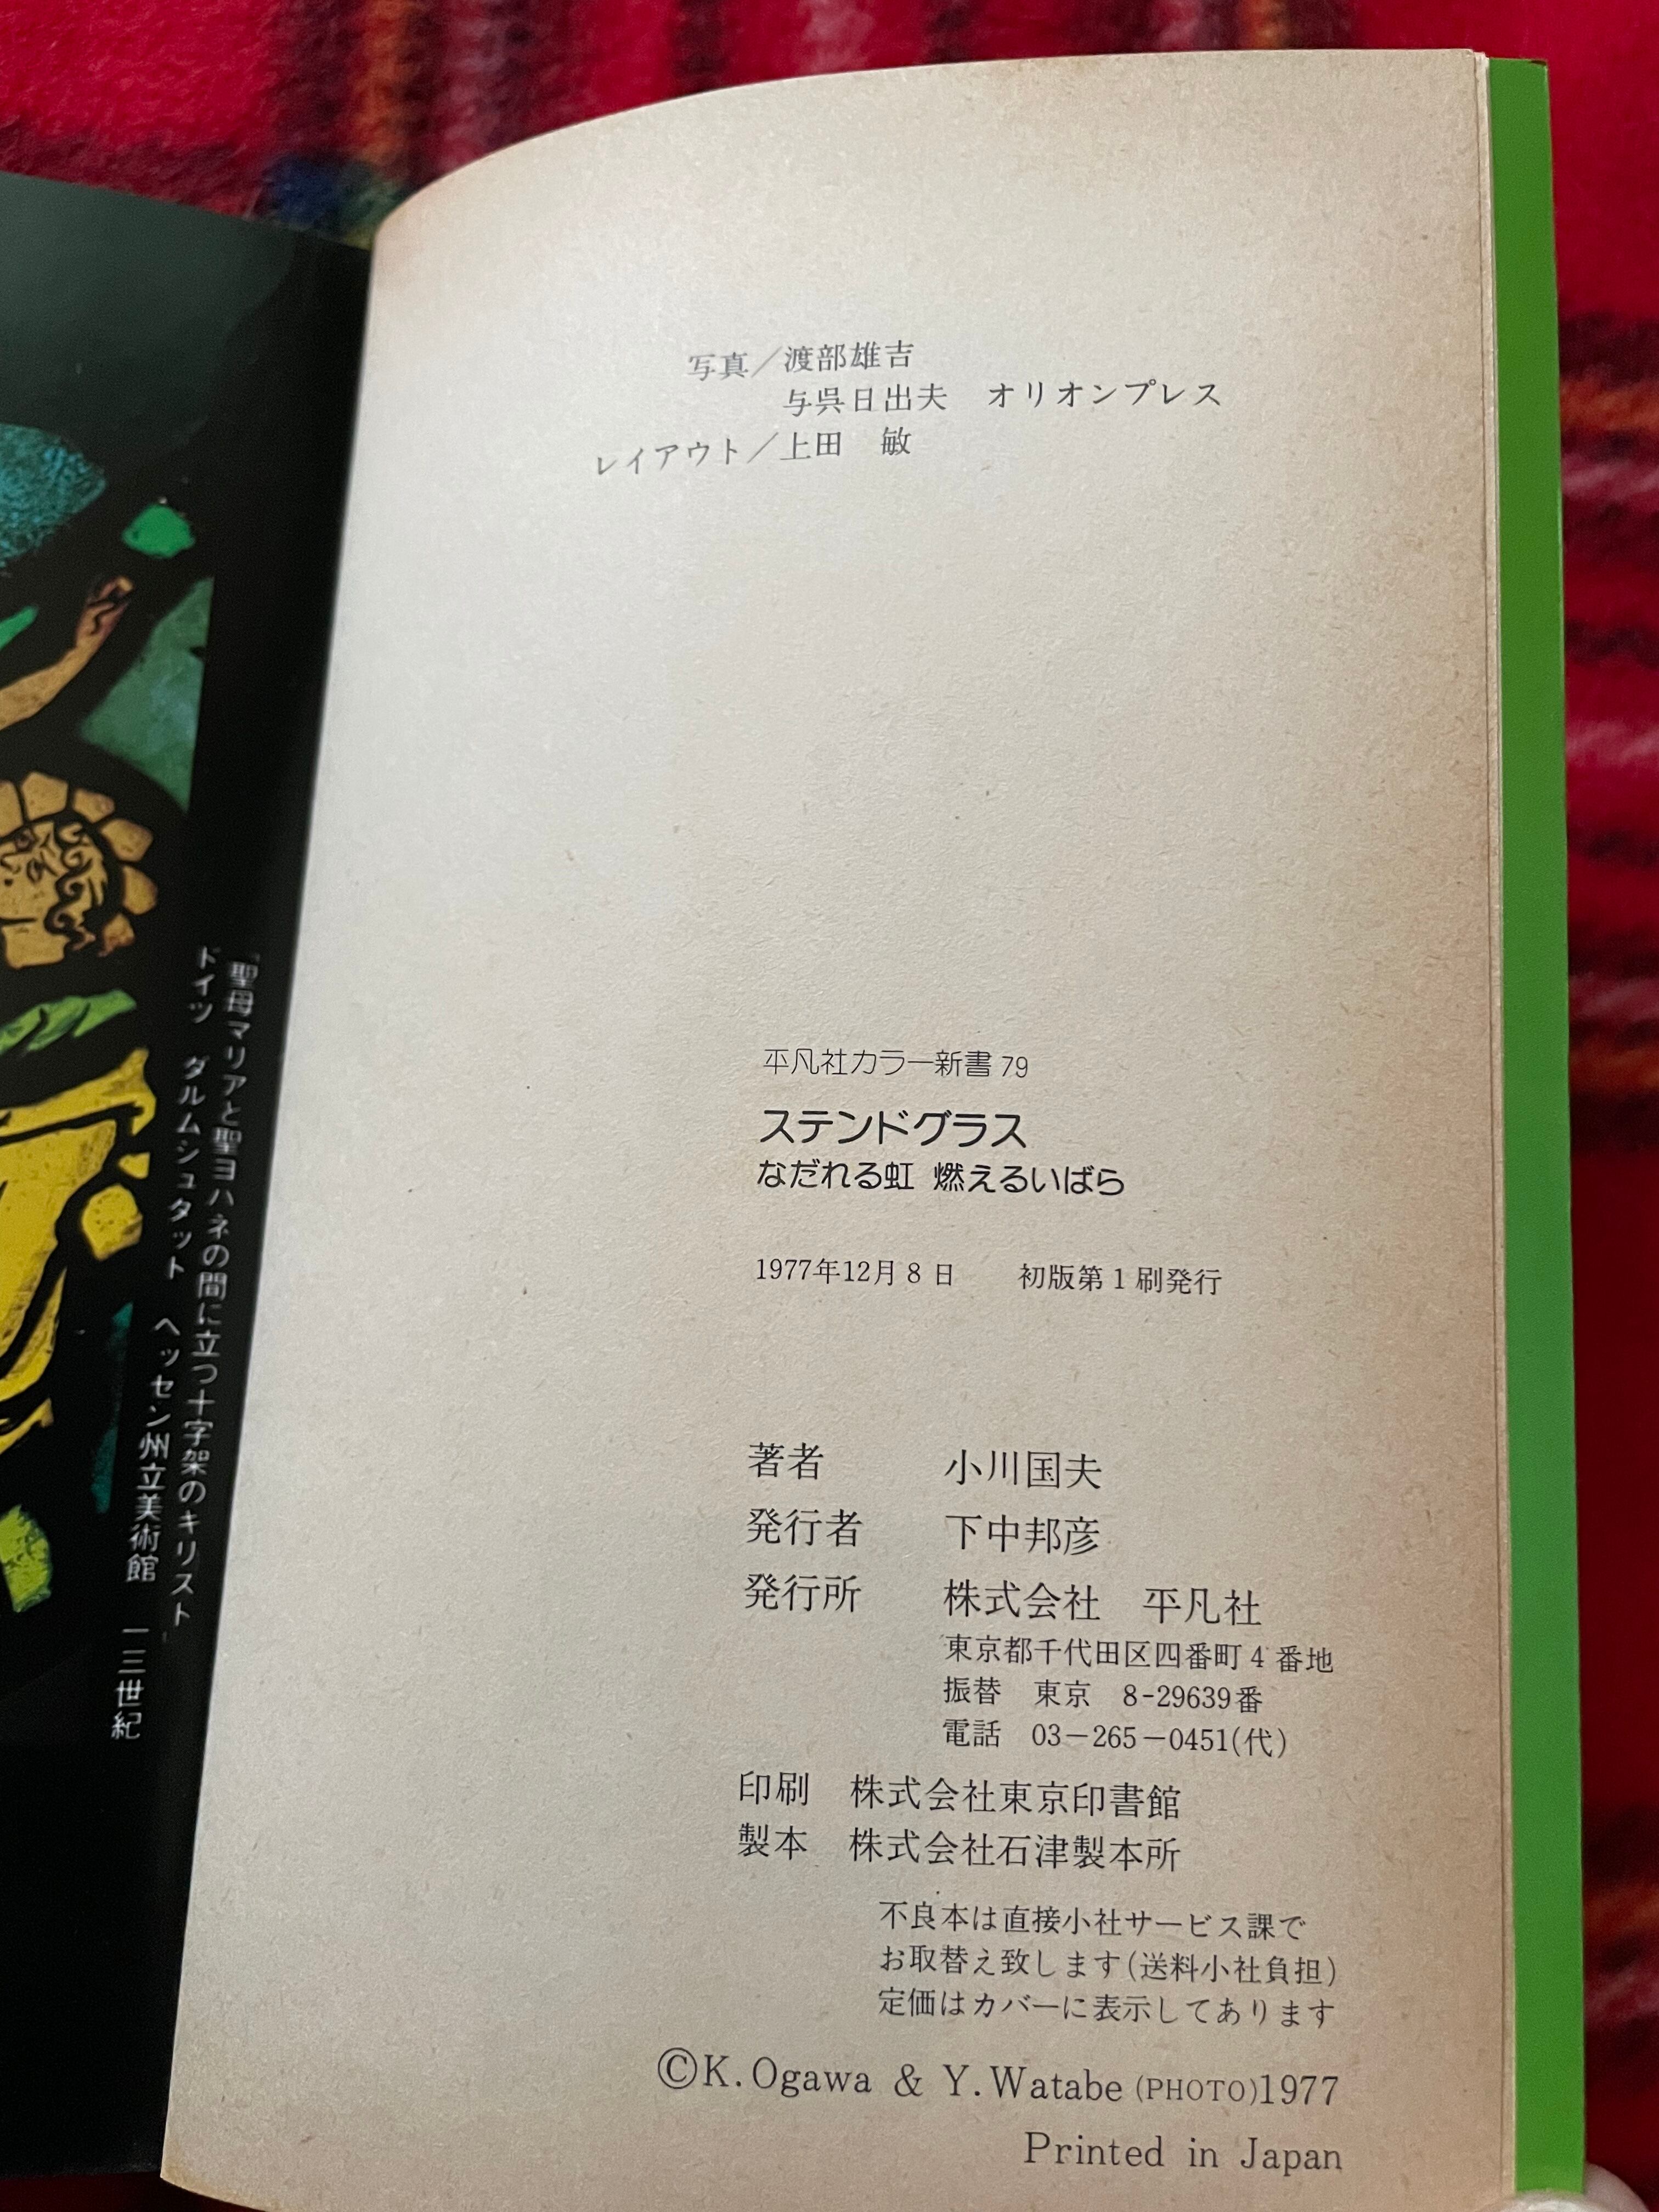 写真／渡部雄吉
与呉日出夫　オリオンプレス
レイアウト／上田　敏
平凡社カラー新書 79
ステンドグラス
なだれる虹 燃えるいばら
1977年12月8日　　初版第1刷発行
著者　　小川国夫
発行者　　下中邦彦
発行所　　株式会社　平凡社
東京都千代田区四番町4番地
振替　東京　8-29639番
電話　03－265－0451(代)
印刷　株式会社東京印書館
製本　株式会社石津製本所
不良本は直接小社サービス課で
お取替え致します(送料小社負担)
定価はカバーに表示してあります
©K.Ogawa & Y.Watabe (PHOTO)1977
Printed in Japan
「聖母マリアと聖ヨハネの間に立つ十字架のキリスト」
ドイツ　ダルムシュタット　ヘッセン州立美術館　一三世紀